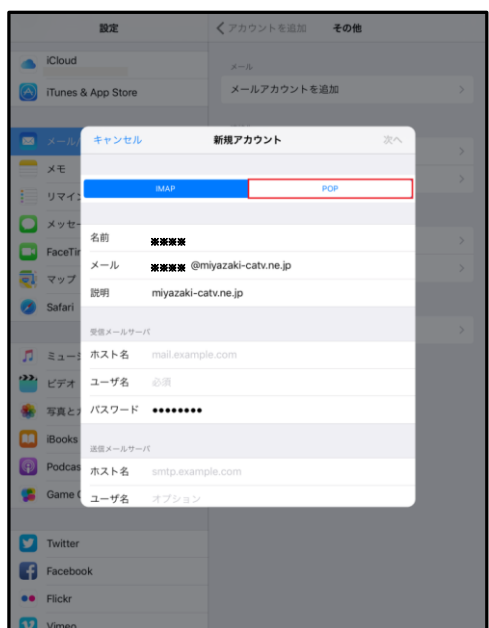 設定
アカウントを追加 その他
iCloud
iTunes & App Store
メール
メールアカウントを追加
メール/
メモ
リマイ
メッセー
FaceTim
マップ
Safari
ミュー
ビデオ
写真と
iBooks
Podcas
Game
Twitter
Facebook
Flickr
Vimeo
キャンセル 新規アカウント 次へ
IMAP POP
名前 ※※※※
メール ※※※※ @miyazaki-catv.ne.jp
説明 miyazaki-catv.ne.jp
受信メールサーバ
ホスト名 mail.example.com
ユーザ名 必須
パスワード ●●●●●●●●
送信メールサーバ
ホスト名 smtp.example.com
ユーザ名 オプション